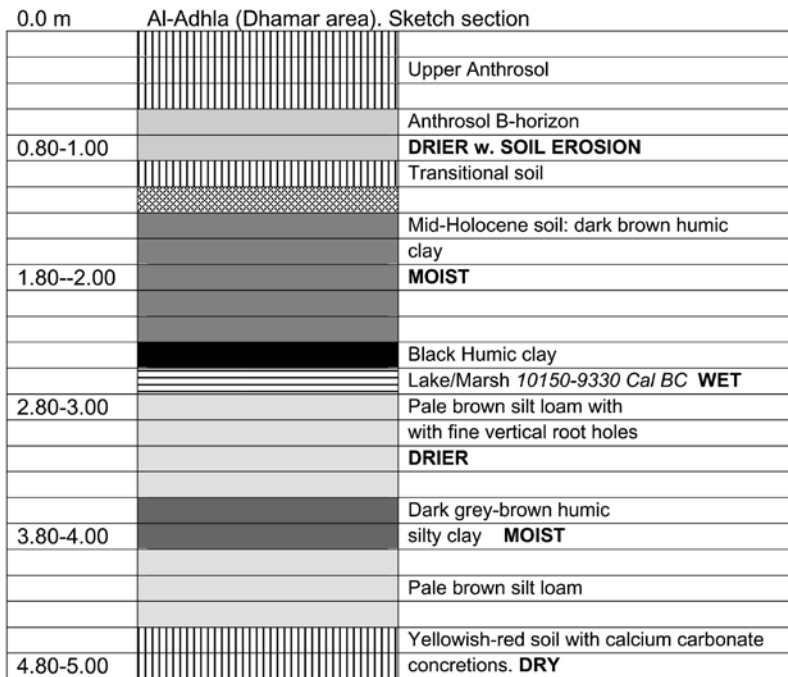 0.0 m Al-Adhla (Dhamar area). Sketch section
Upper Anthrosol
Anthrosol B-horizon
0.80-1.00 DRIER w. SOIL EROSION
Transitional soil
Mid-Holocene soil: dark brown humic
clay
1.80--2.00 MOIST
Black Humic clay
Lake/Marsh 10150-9330 Cal BC WET
2.80-3.00 Pale brown silt loam with
with fine vertical root holes
DRIER
Dark grey-brown humic
3.80-4.00 silty clay MOIST
Pale brown silt loam
Yellowish-red soil with calcium carbonate
4.80-5.00 concretions. DRY